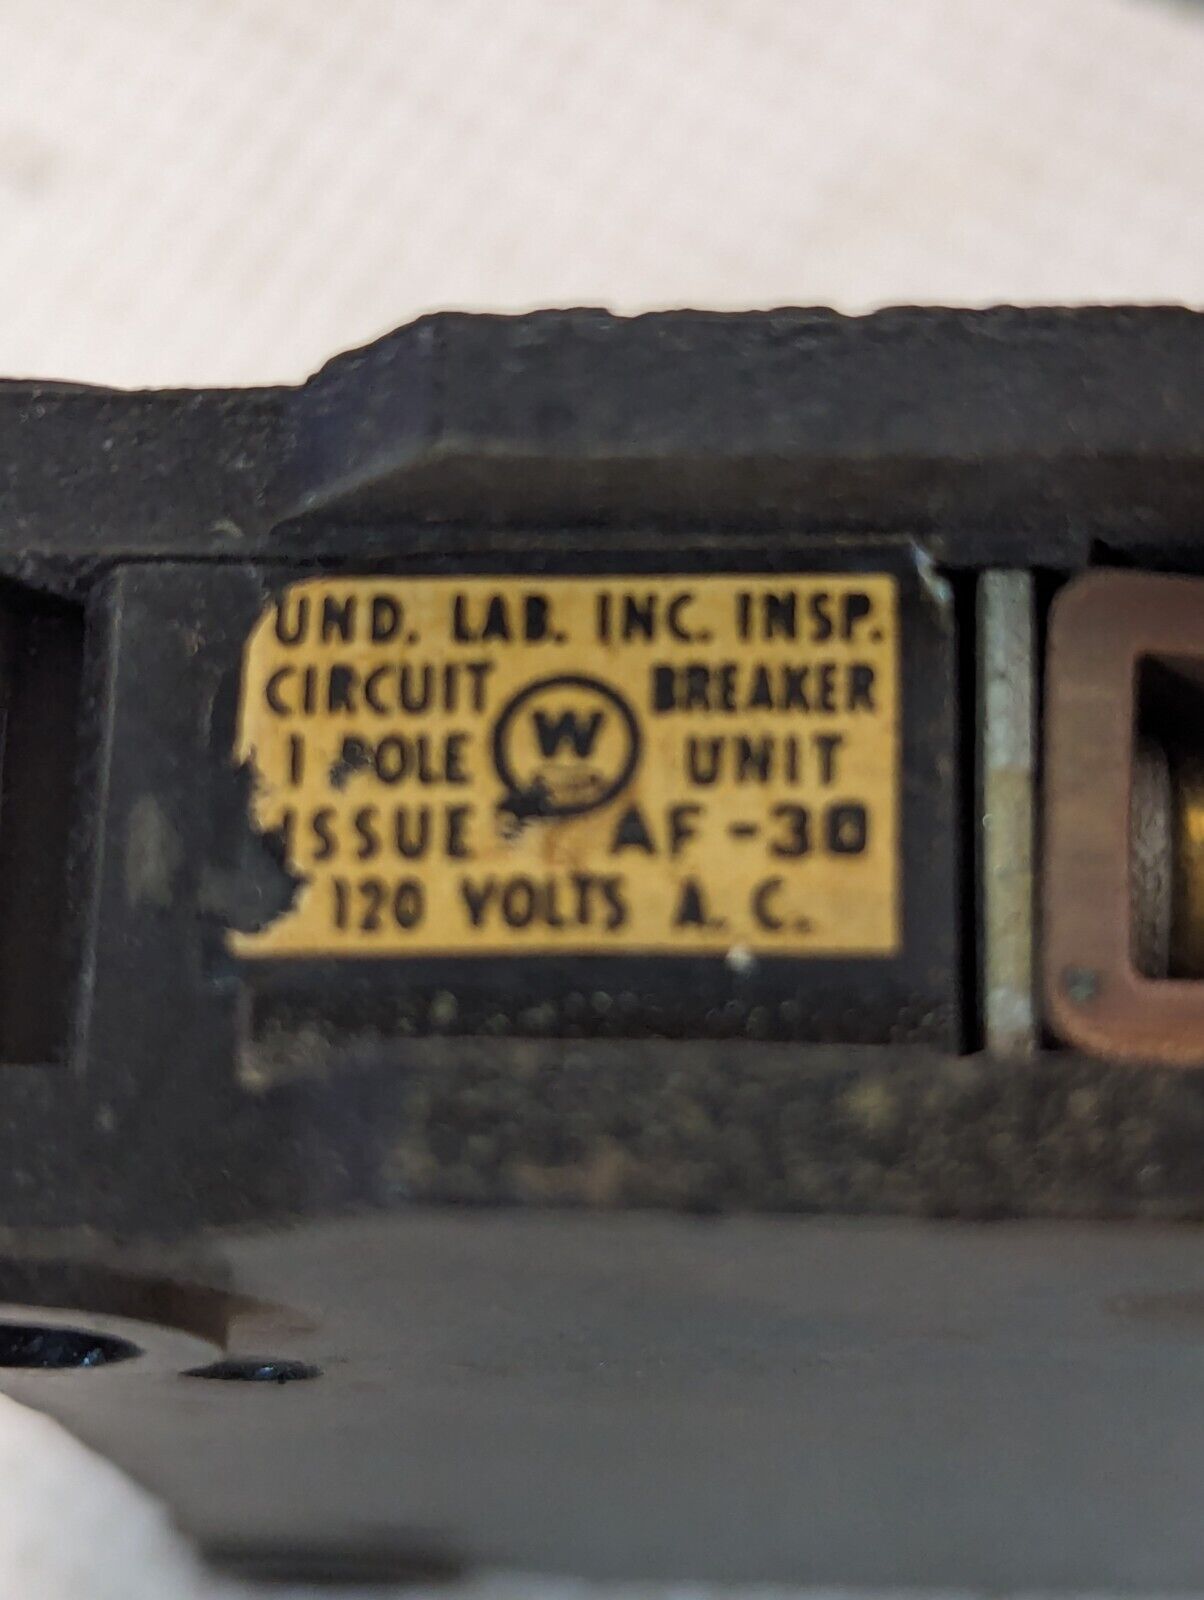 UND. LAB. INC. INSP.
CIRCUIT W BREAKER
1 POLE UNIT
ISSUE AF-30
120 VOLTS A. C.